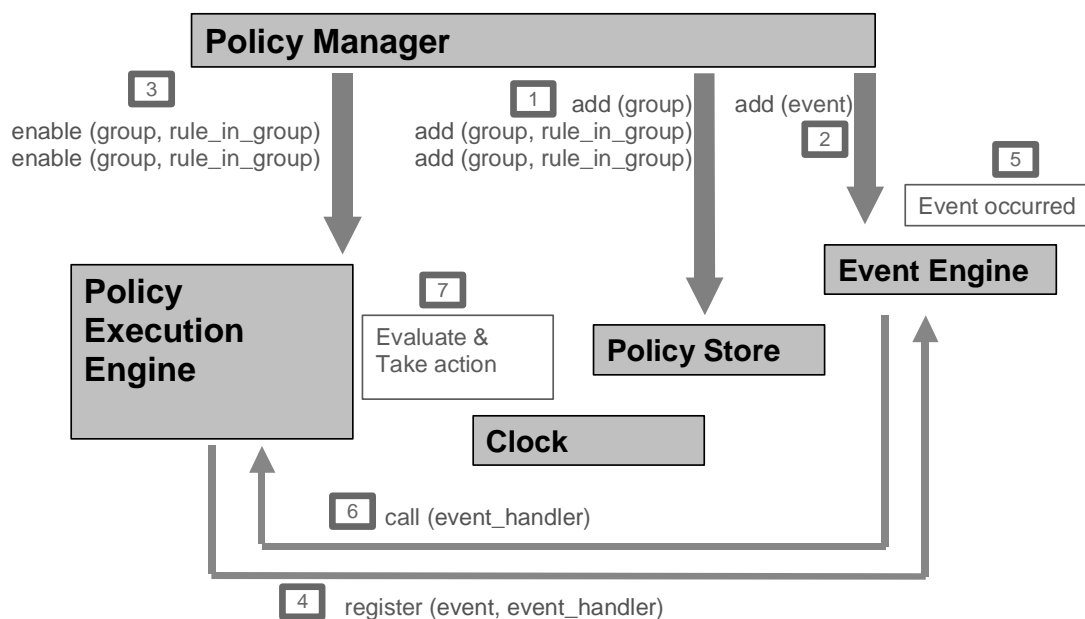 Policy Manager
3
enable (group, rule_in_group)
enable (group, rule_in_group)
1
add (group)
add (group, rule_in_group)
add (group, rule_in_group)
add (event)
2
5
Event occurred
Event Engine
Policy
Execution
Engine
7
Evaluate &
Take action
Policy Store
Clock
6
call (event_handler)
4
register (event, event_handler)